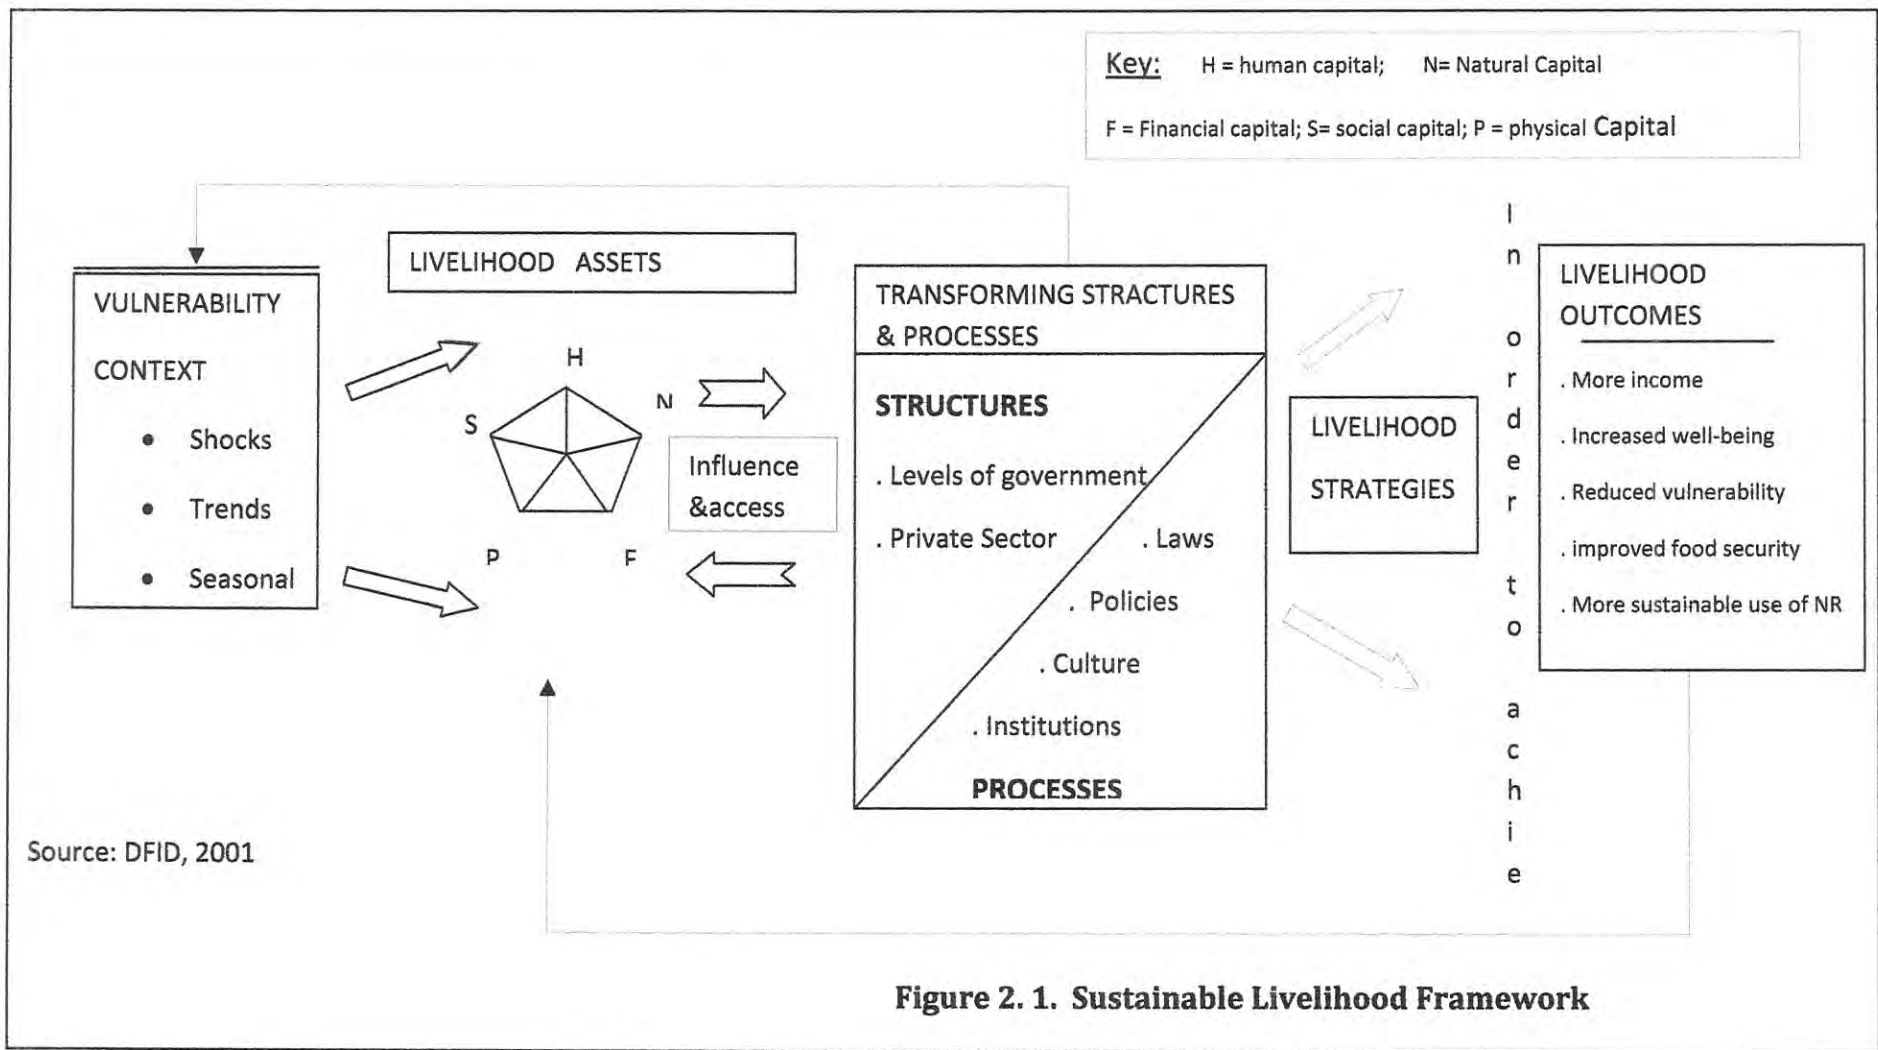 Key: H = human capital; N= Natural Capital
F = Financial capital; S= social capital; P = physical Capital
VULNERABILITY
CONTEXT
• Shocks
• Trends
• Seasonal
LIVELIHOOD ASSETS
H
N
S
P
F
Influence
&access
TRANSFORMING STRACTURES
& PROCESSES
STRUCTURES
. Levels of government
. Private Sector
. Laws
. Policies
. Culture
. Institutions
PROCESSES
LIVELIHOOD
STRATEGIES
In order to achie
LIVELIHOOD
OUTCOMES
. More income
. Increased well-being
. Reduced vulnerability
. improved food security
. More sustainable use of NR
Source: DFID, 2001
Figure 2. 1. Sustainable Livelihood Framework